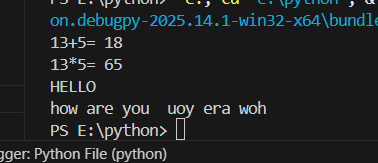 on.debugpy-2025.14.1-win32-x64\bundle
13+5= 18
13*5= 65
HELLO
how are you  uoy era woh
PS E:\python>
gger: Python File (python)